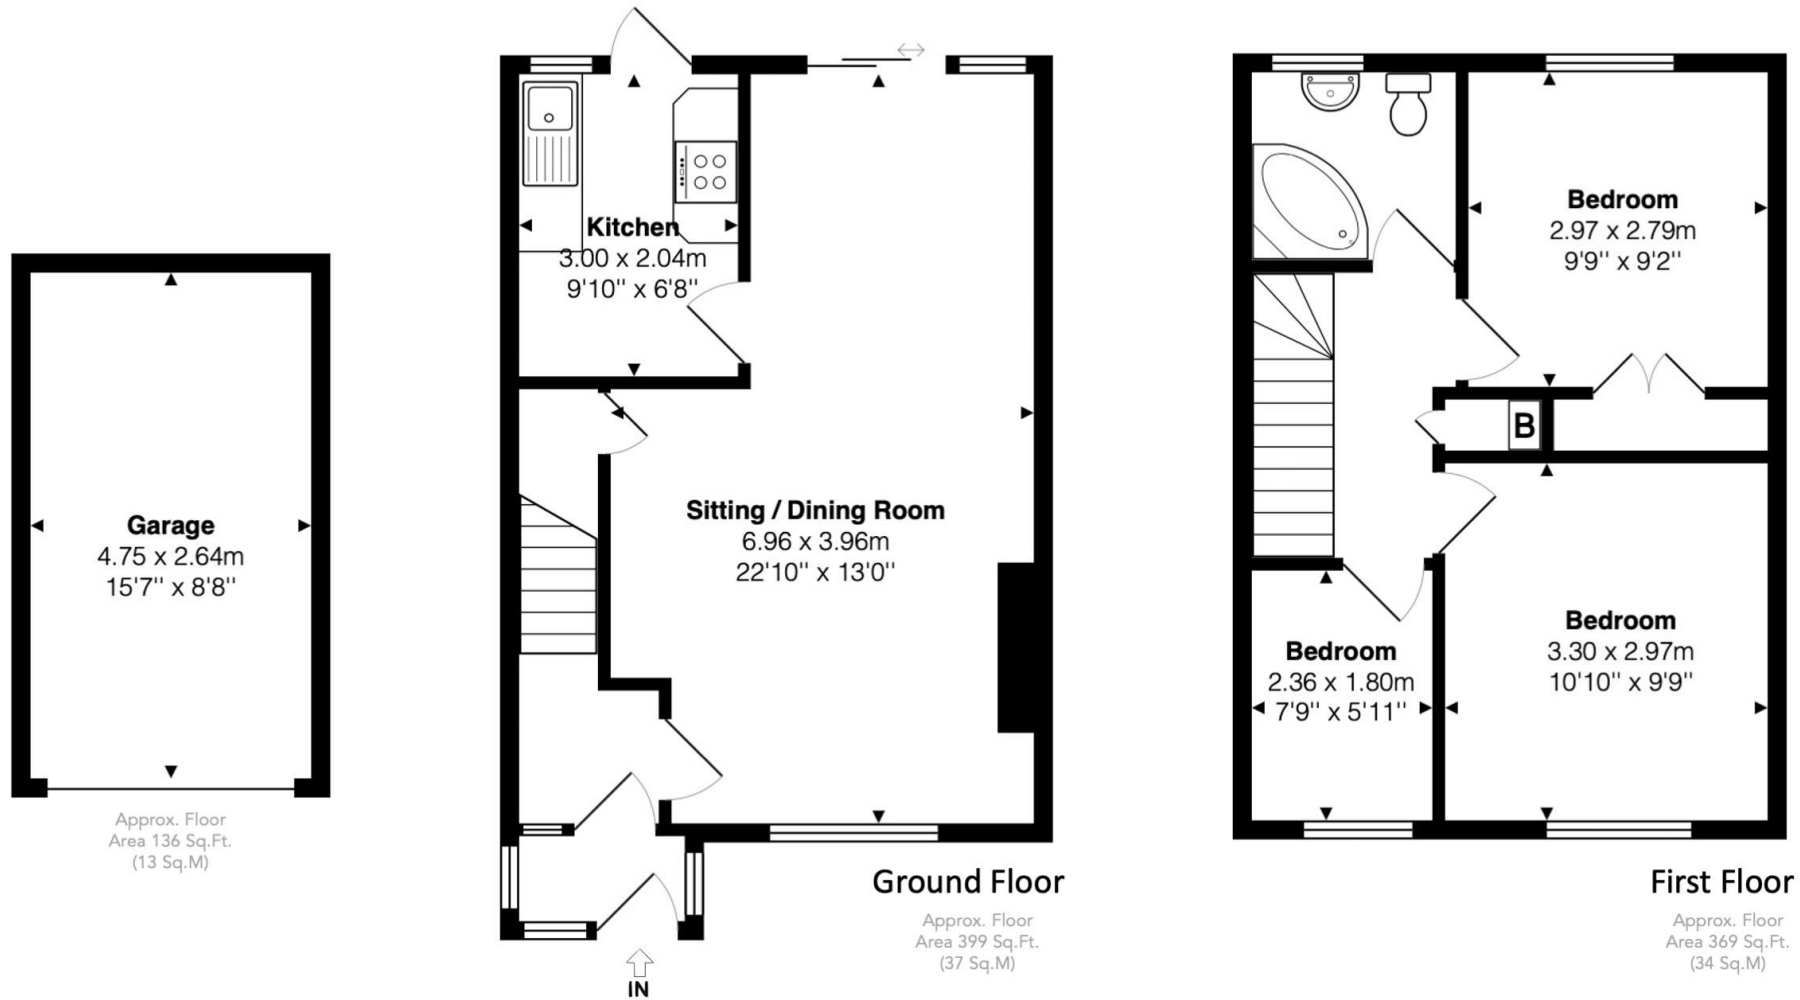 Garage
4.75 x 2.64m
15'7'' x 8'8''
Approx. Floor
Area 136 Sq.Ft.
(13 Sq.M)
Kitchen
3.00 x 2.04m
9'10'' x 6'8''
Sitting / Dining Room
6.96 x 3.96m
22'10'' x 13'0''
Ground Floor
Approx. Floor
Area 399 Sq.Ft.
(37 Sq.M)
IN
Bedroom
2.97 x 2.79m
9'9'' x 9'2''
B
Bedroom
3.30 x 2.97m
10'10'' x 9'9''
Bedroom
2.36 x 1.80m
7'9'' x 5'11''
First Floor
Approx. Floor
Area 369 Sq.Ft.
(34 Sq.M)